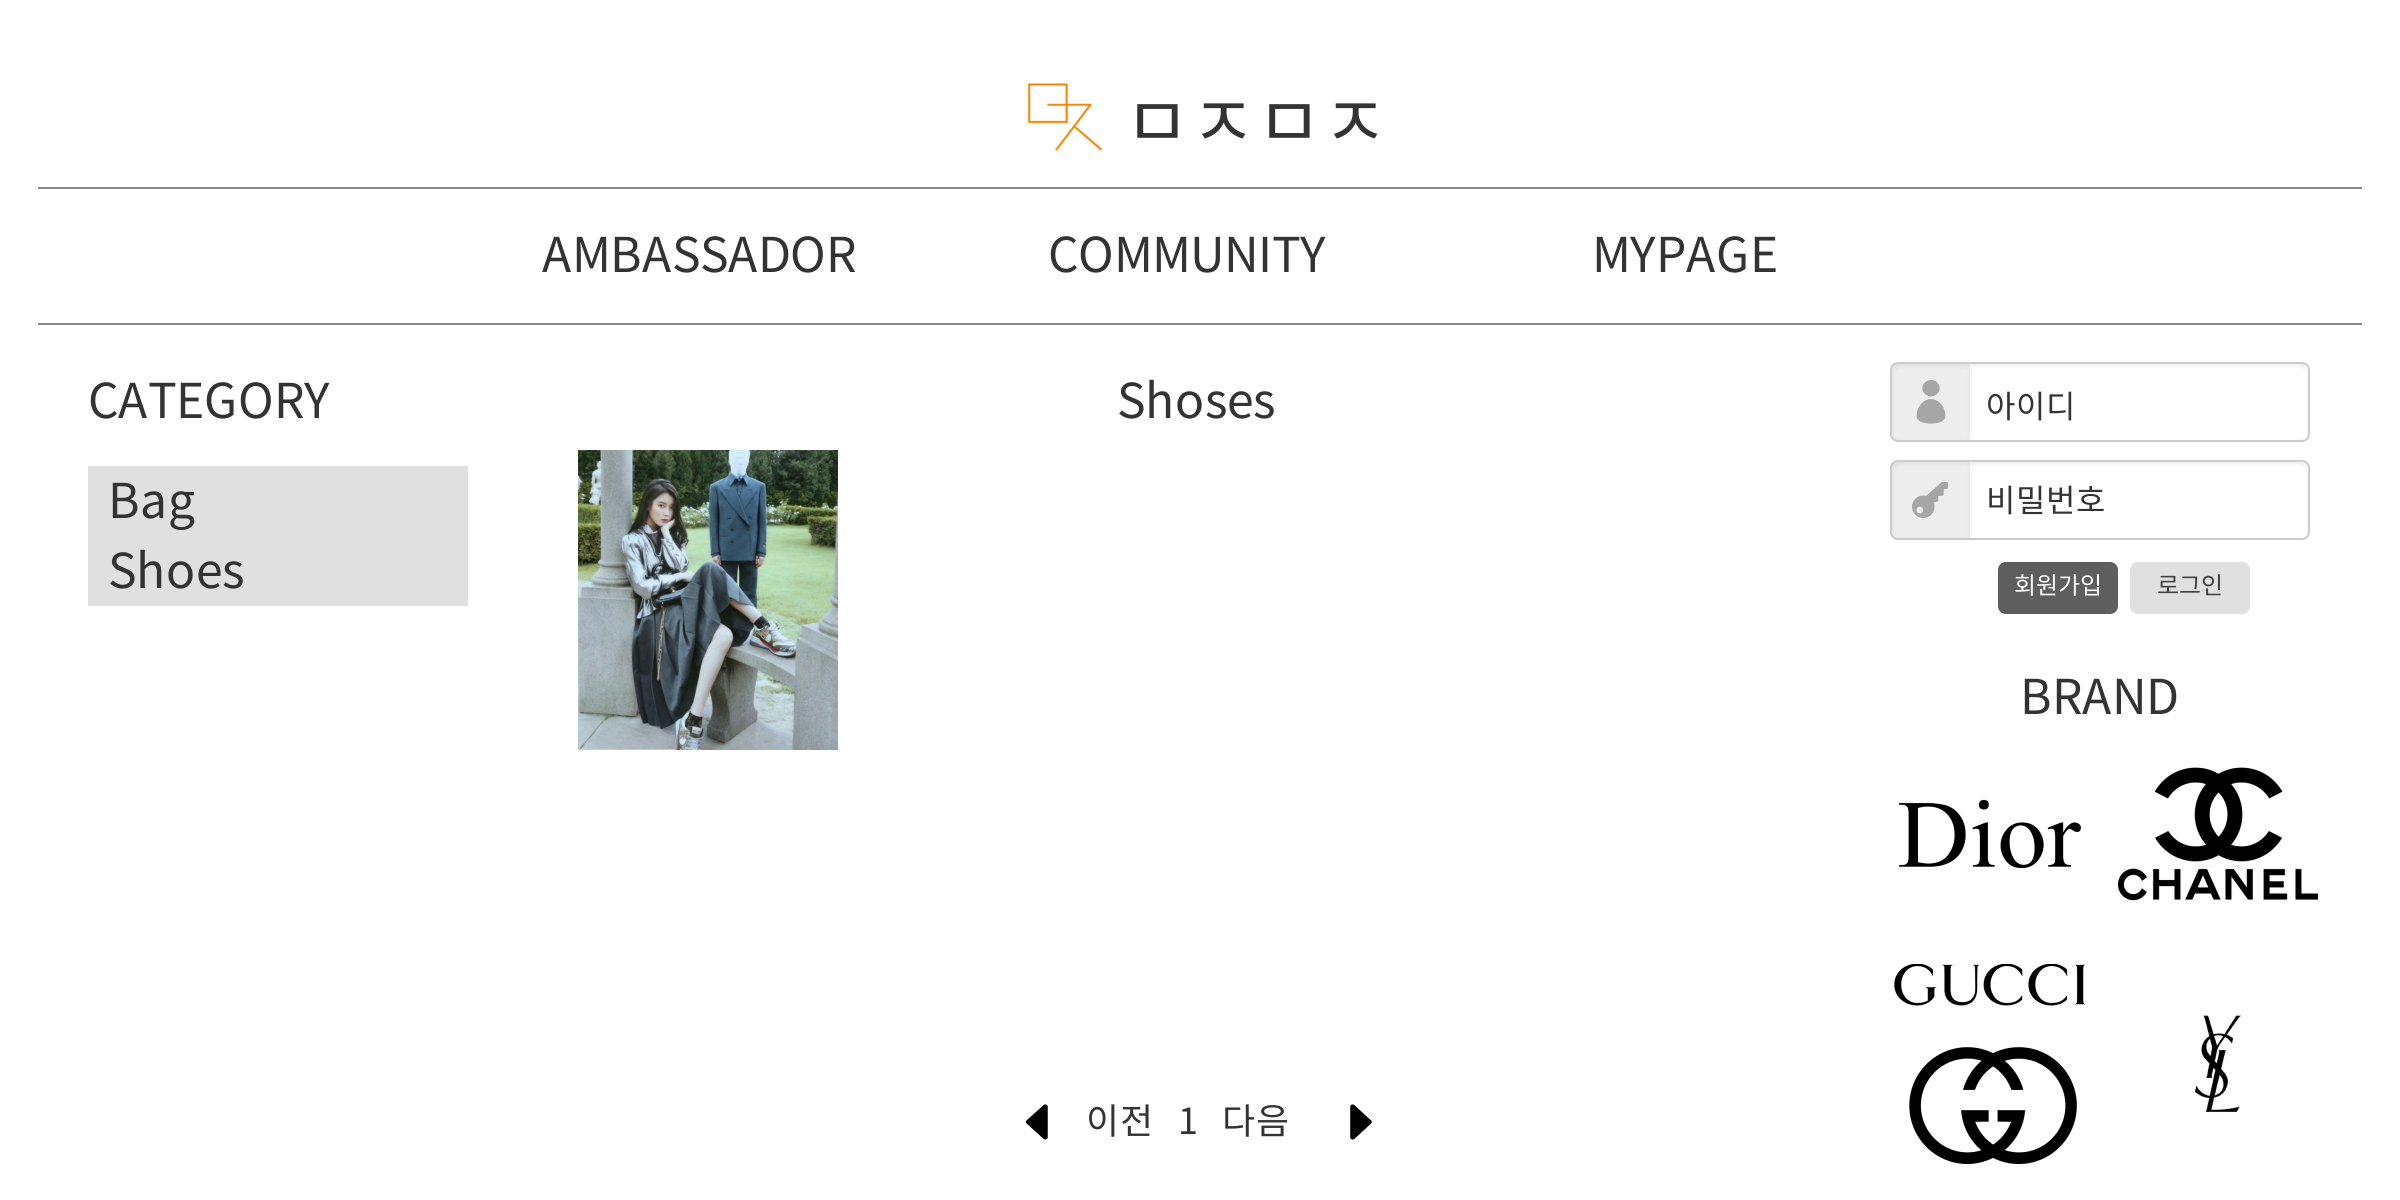 ㅁㅈㅁㅈ
AMBASSADOR COMMUNITY MYPAGE
CATEGORY
Bag
Shoes
Shoses
아이디
비밀번호
회원가입 로그인
BRAND
Dior
CHANEL
GUCCI
YSL
이전 1 다음